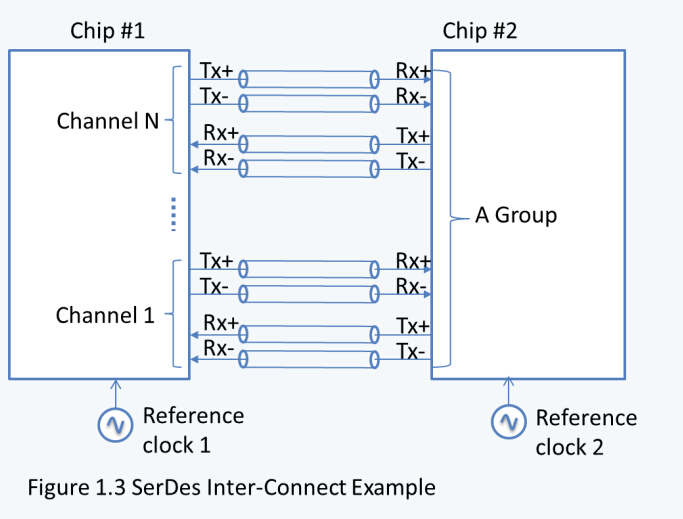 Chip #1
Chip #2
Tx+
Rx+
Tx-
Rx-
Channel N
Rx+
Tx+
Rx-
Tx-
A Group
Tx+
Rx+
Tx-
Rx-
Channel 1
Rx+
Tx+
Rx-
Tx-
Reference
clock 1
Reference
clock 2
Figure 1.3 SerDes Inter-Connect Example